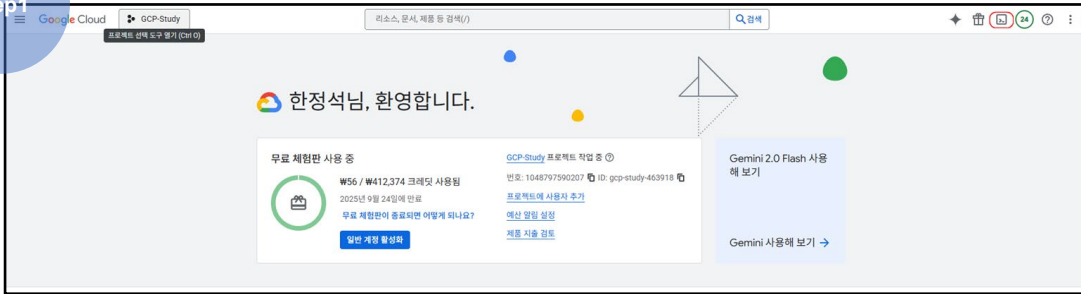 Google Cloud
GCP-Study
리소스, 문서, 제품 등 검색(/)
검색
24
프로젝트 선택 도구 열기 (Ctrl O)
한정석님, 환영합니다.
무료 체험판 사용 중
₩56 / ₩412,374 크레딧 사용됨
2025년 9월 24일에 만료
무료 체험판이 종료되면 어떻게 되나요?
일반 계정 활성화
GCP-Study 프로젝트 작업 중
번호: 1048797590207 ID: gcp-study-463918
프로젝트에 사용자 추가
예산 알림 설정
제품 지출 검토
Gemini 2.0 Flash 사용
해 보기
Gemini 사용해 보기 →